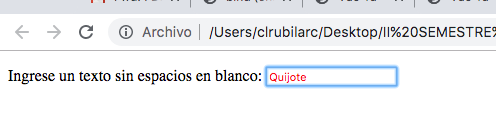 Archivo | /Users/clrubilarc/Desktop/II%20SEMESTRE%
Ingrese un texto sin espacios en blanco: Quijote